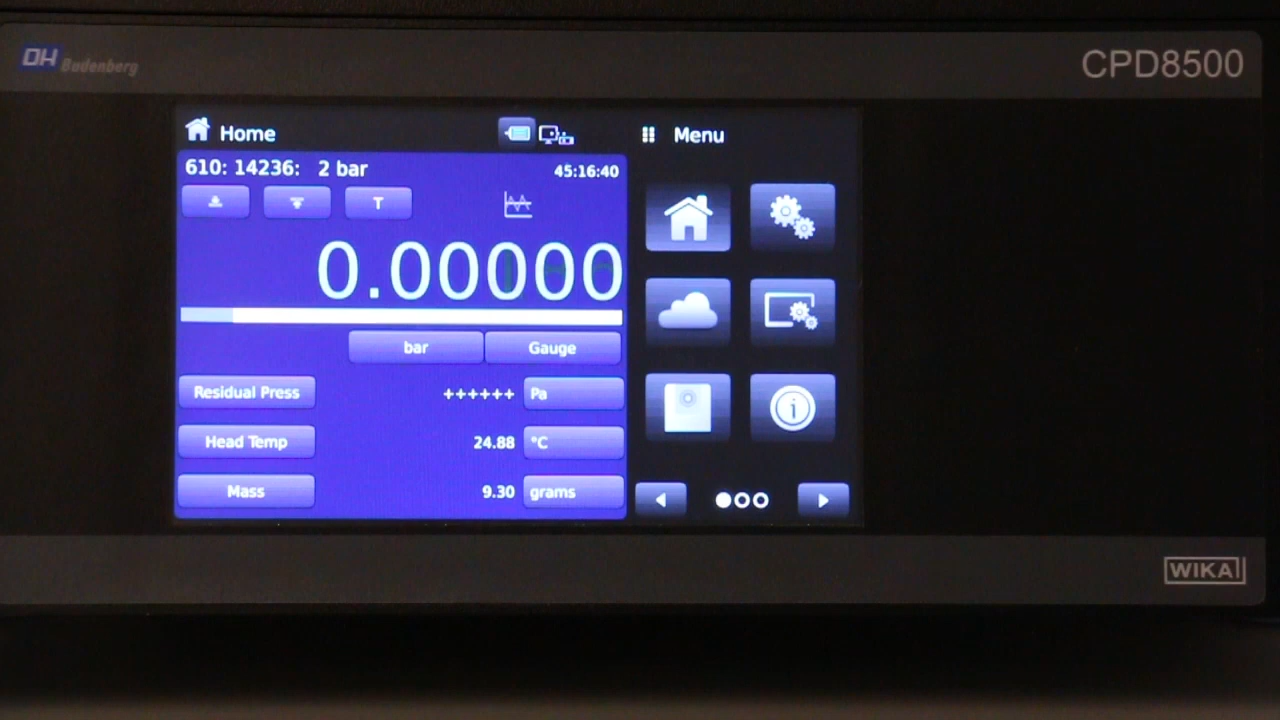 DH Budenberg
CPD8500
Home
Menu
610: 14236: 2 bar
45:16:40
T
0.00000
bar
Gauge
Residual Press
++++++
Pa
Head Temp
24.88
°C
Mass
9.30
grams
WIKA